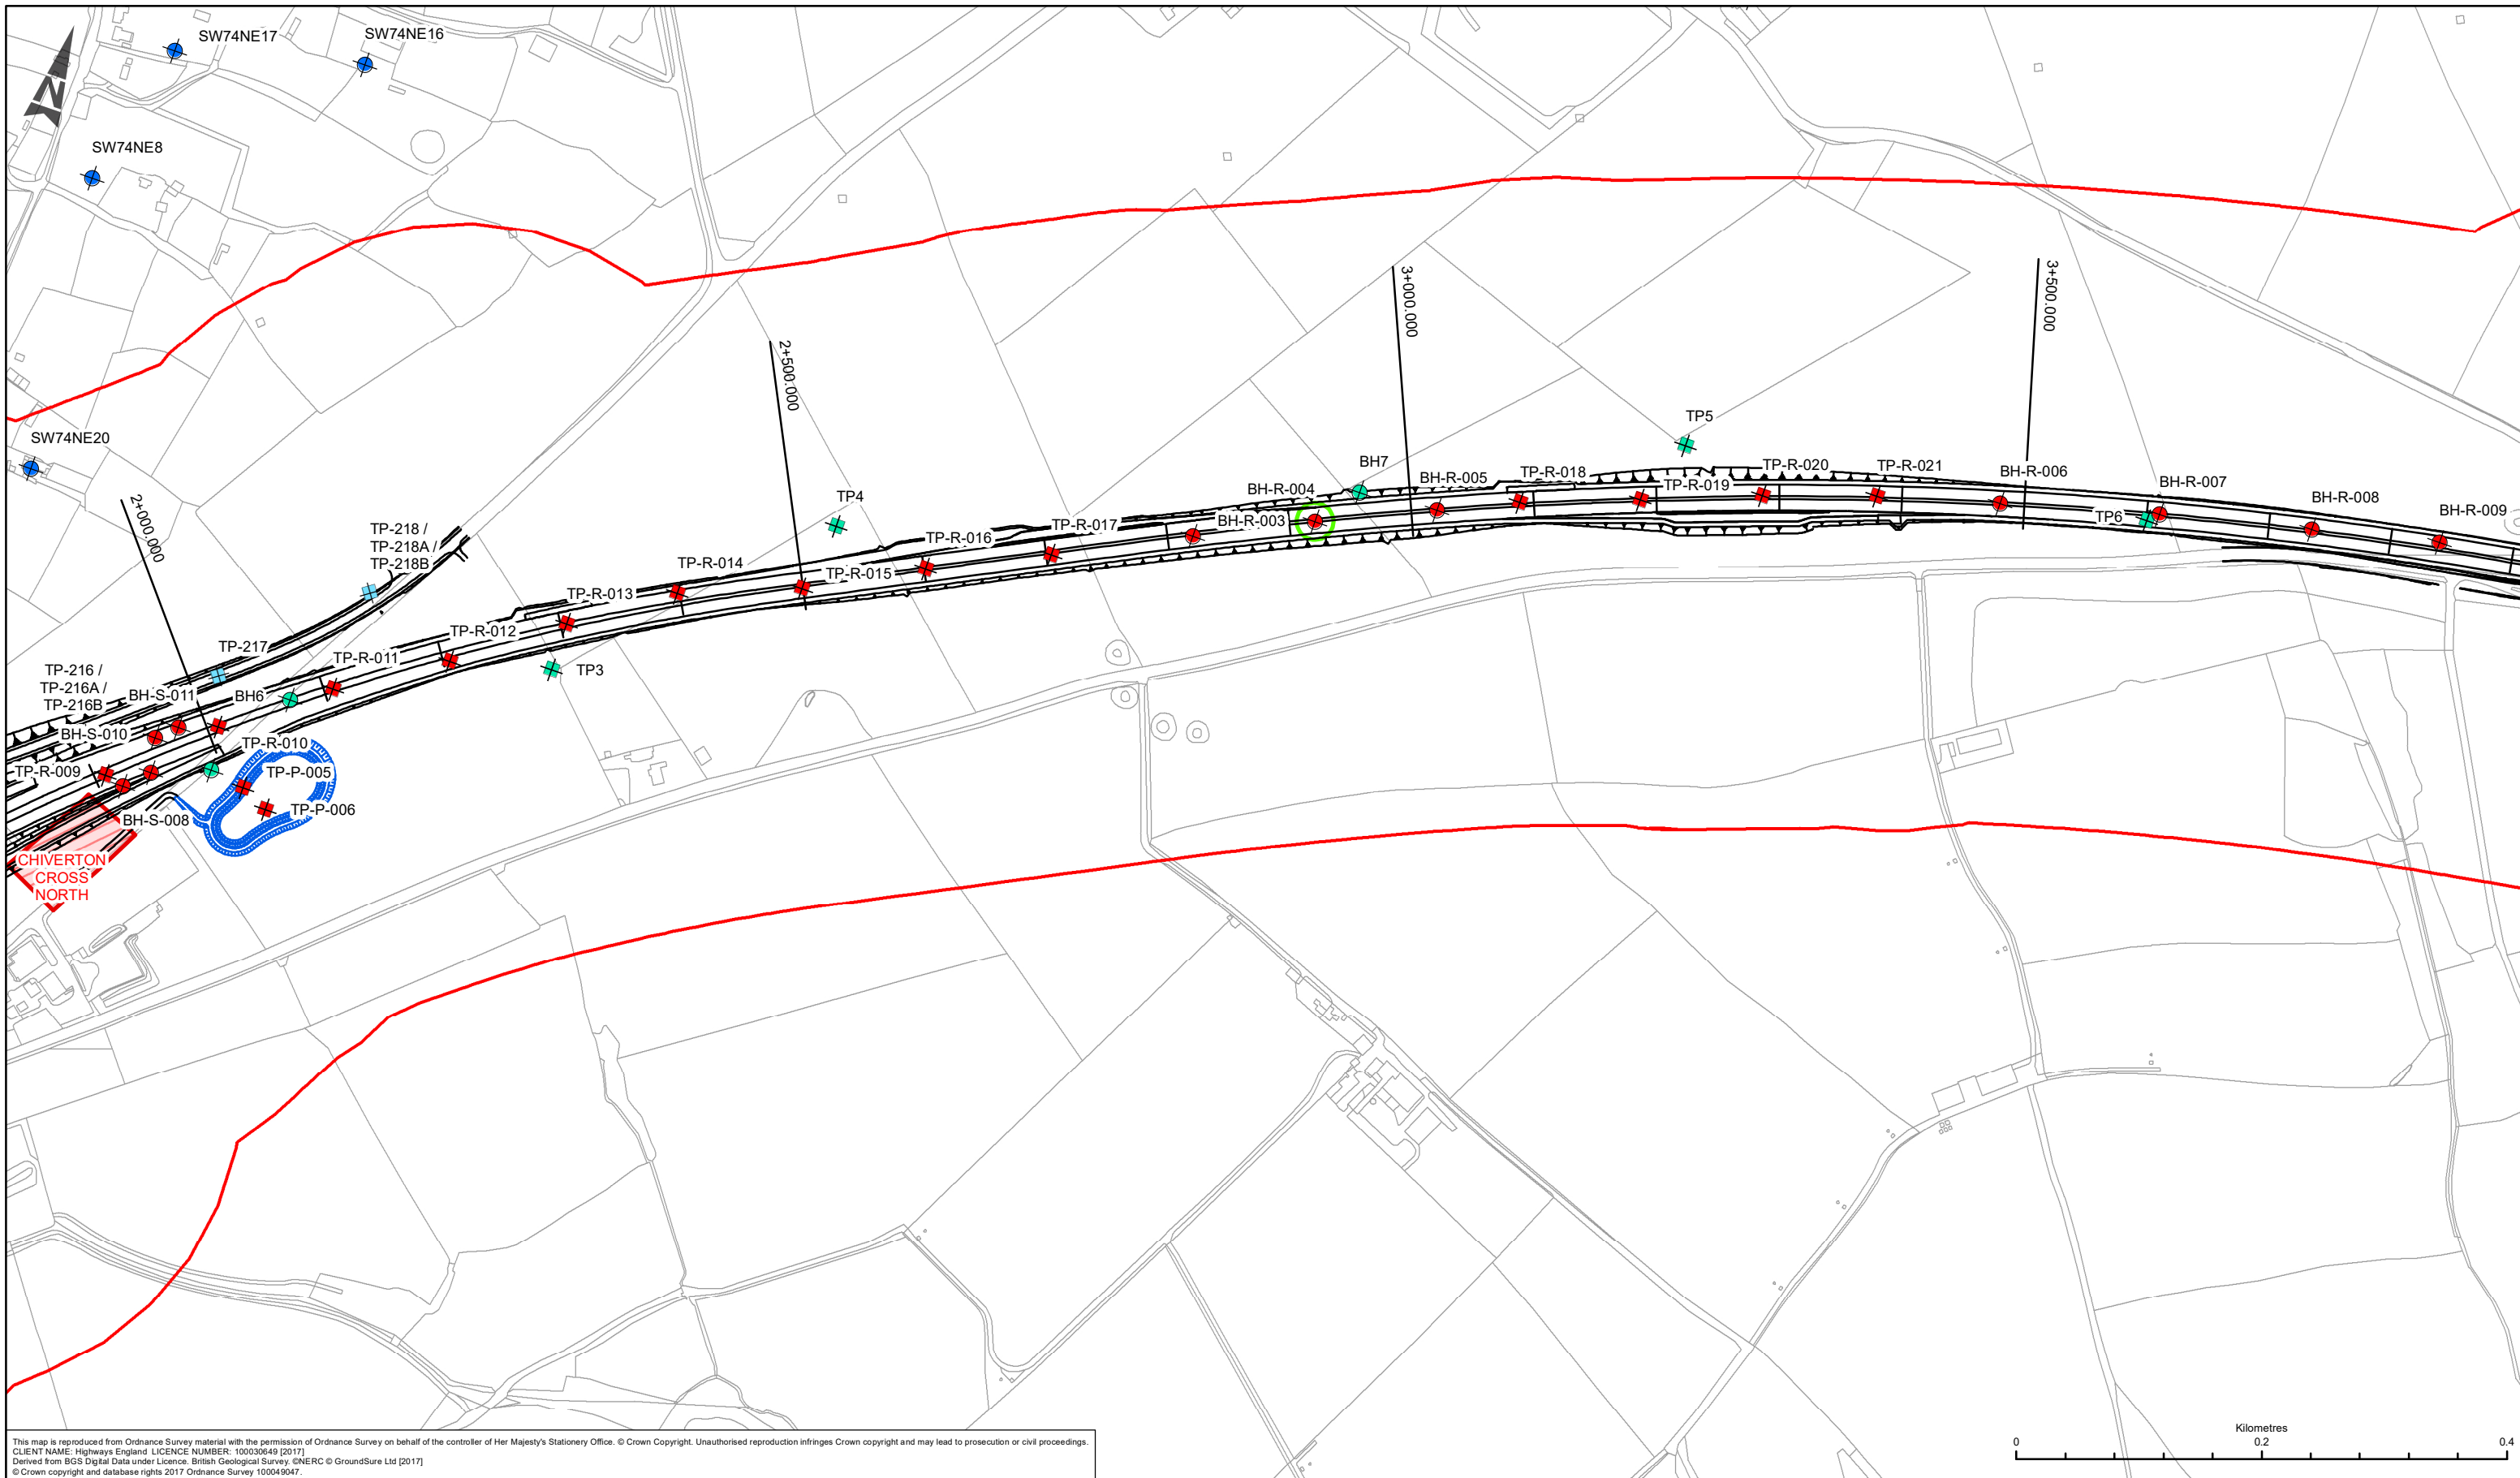 SW74NE17
SW74NE16
SW74NE8
N
SW74NE20
3+000.000
3+500.000
2+500.000
2+000.000
TP5
BH7
BH-R-004
BH-R-005
TP-R-018
TP-R-020
TP-R-021
BH-R-006
BH-R-007
BH-R-008
BH-R-009
TP-R-019
TP6
BH-R-003
TP4
TP-R-017
TP-R-016
TP-R-015
TP-R-014
TP-R-013
TP-218 /
TP-218A /
TP-218B
TP-R-012
TP-217
TP-R-011
TP3
TP-216 /
TP-216A /
TP-216B
BH-S-011
BH6
BH-S-010
TP-R-010
TP-R-009
TP-P-005
TP-P-006
BH-S-008
CHIVERTON
CROSS
NORTH
Kilometres
0
0.2
0.4
This map is reproduced from Ordnance Survey material with the permission of Ordnance Survey on behalf of the controller of Her Majesty's Stationery Office. © Crown Copyright. Unauthorised reproduction infringes Crown copyright and may lead to prosecution or civil proceedings.
CLIENT NAME: Highways England LICENCE NUMBER: 100030649 [2017]
Derived from BGS Digital Data under Licence. British Geological Survey. ©NERC © GroundSure Ltd [2017]
© Crown copyright and database rights 2017 Ordnance Survey 100049047.